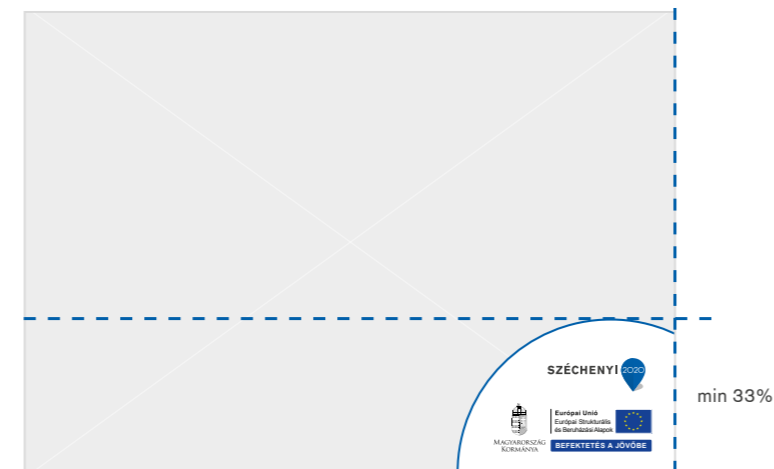 SZÉCHENYI 2020
min 33%
Európai Unió
Európai Strukturális
és Beruházási Alapok
MAGYARORSZÁG
KORMÁNYA
BEFEKTETÉS A JÖVŐBE